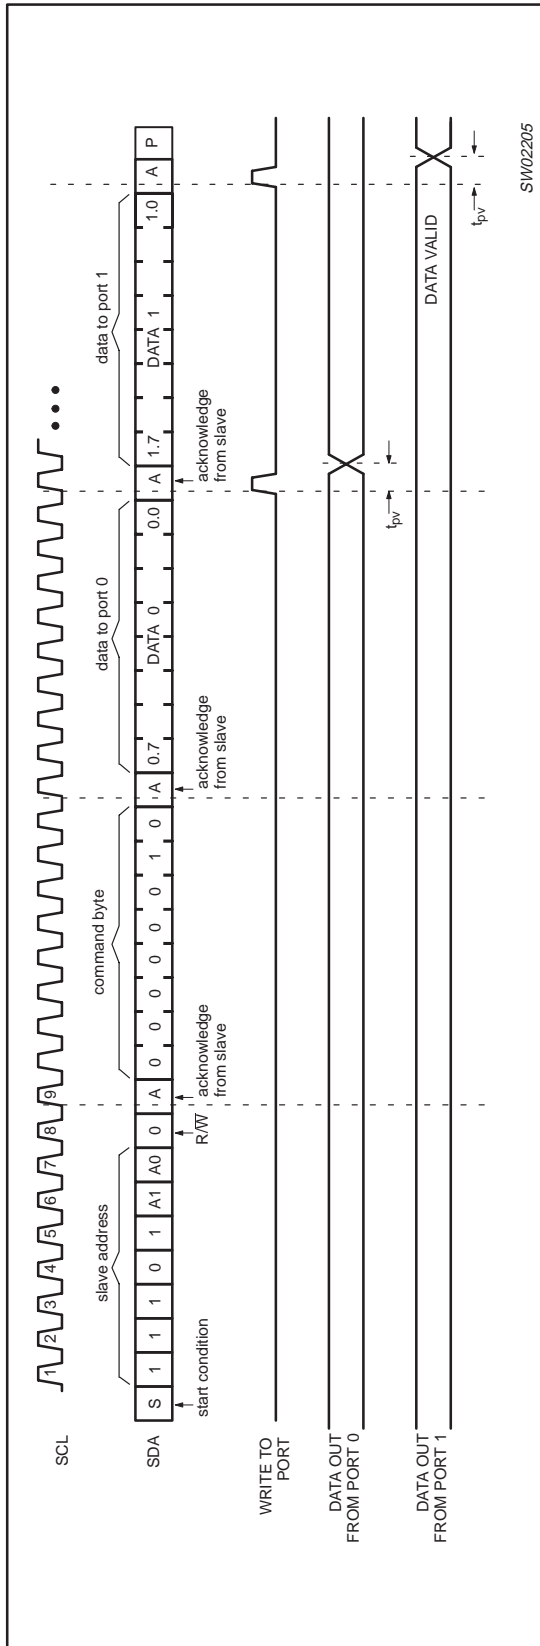 SCL
1 2 3 4 5 6 7 8 9
slave address
command byte
data to port 0
data to port 1
SDA
S 1 1 1 0 1 A1 A0 0 A 0 0 0 0 0 0 1 0 A 0.7 DATA 0 0.0 A 1.7 DATA 1 1.0 A P
start condition
R/W̅
acknowledge
from slave
acknowledge
from slave
acknowledge
from slave
WRITE TO
PORT
DATA OUT
FROM PORT 0
tpv
DATA OUT
FROM PORT 1
DATA VALID
tpv
SW02205